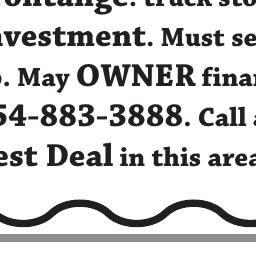 rontage. truck sto
nvestment. Must se
o. May OWNER finan
54-883-3888. Call a
est Deal in this area